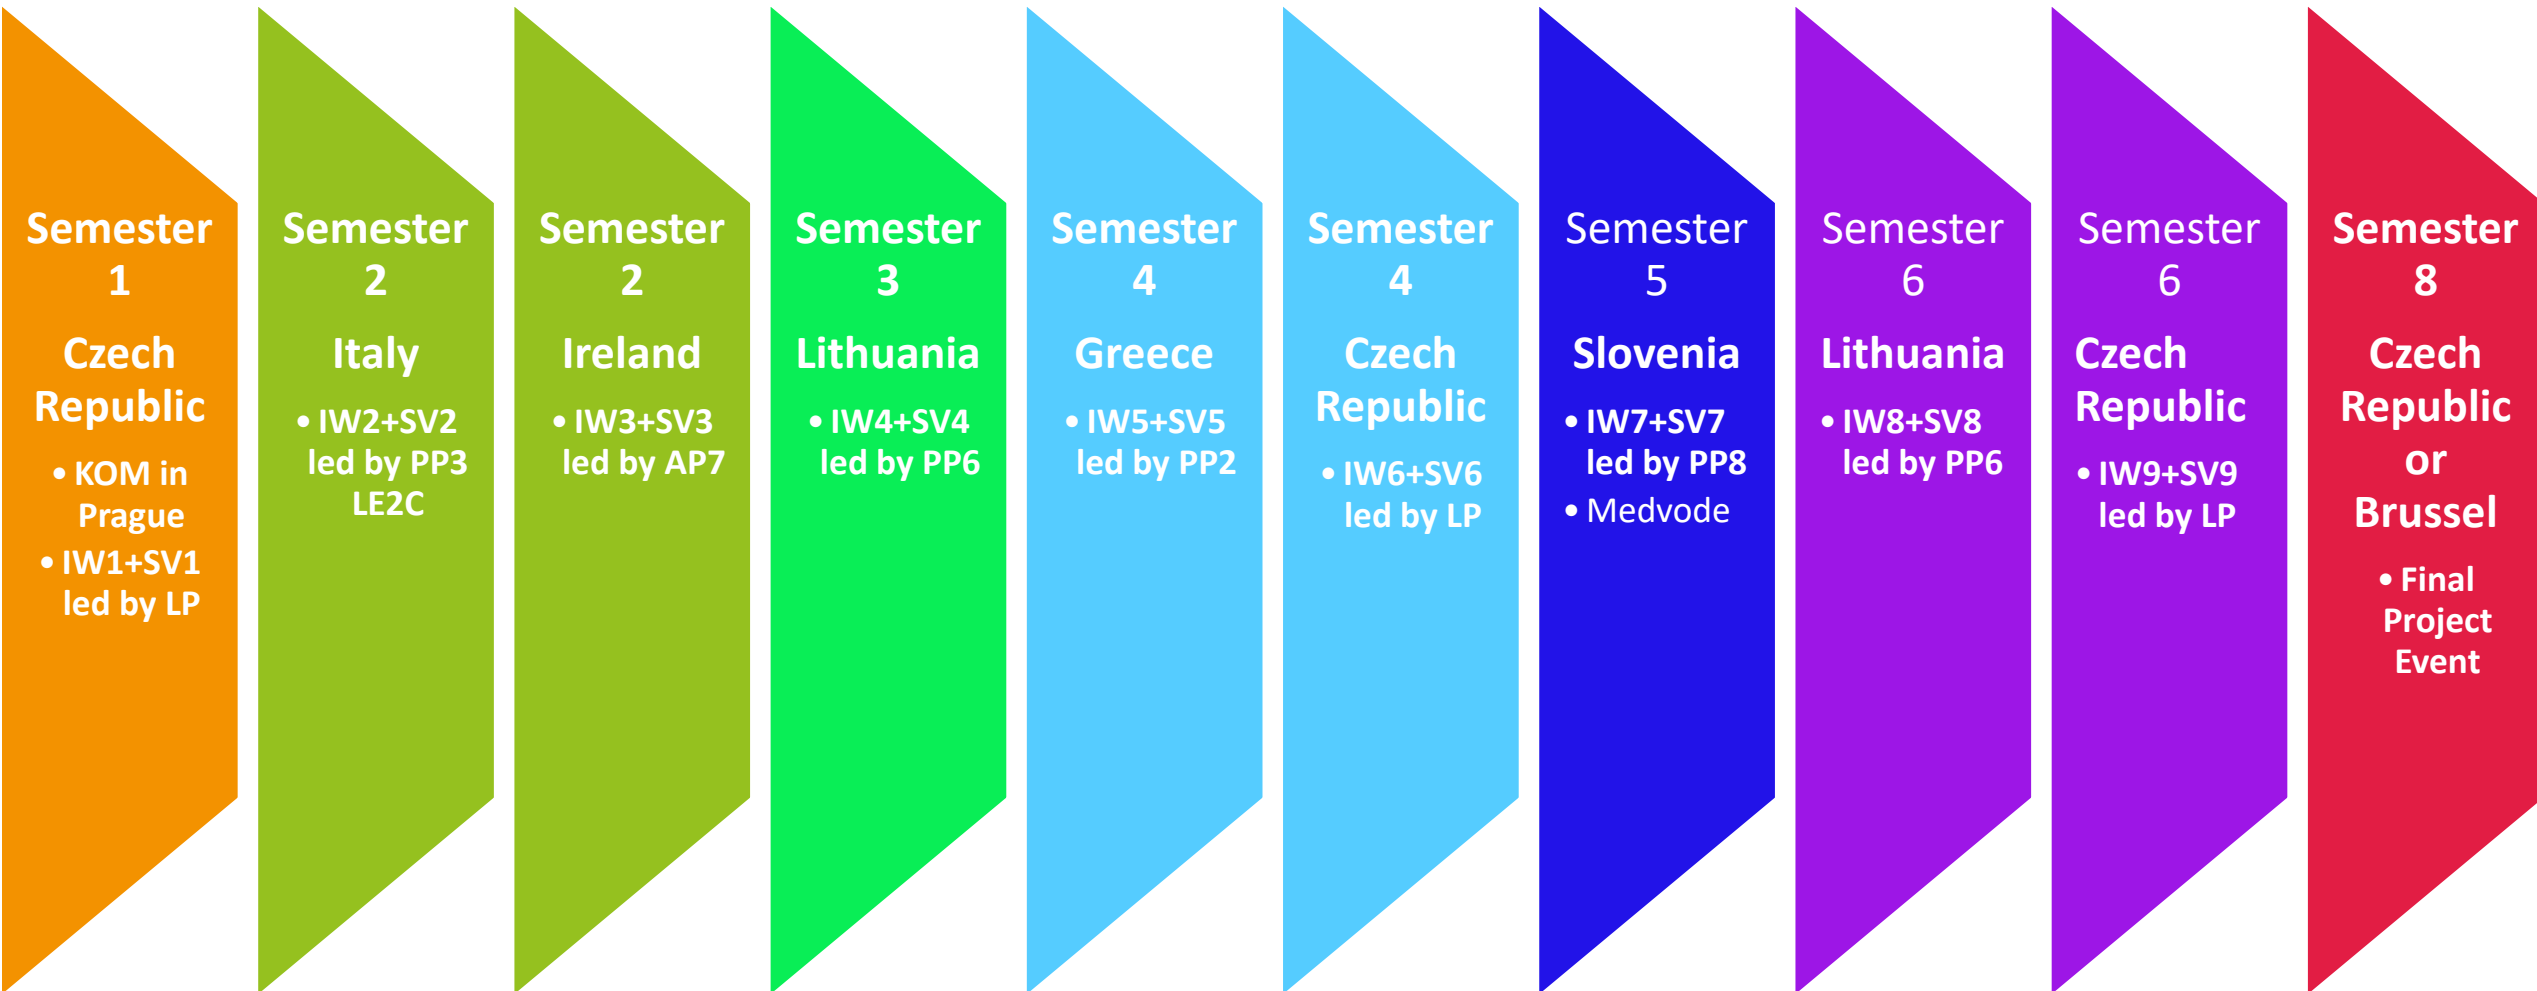 Semester
1
Czech
Republic
• KOM in
Prague
• IW1+SV1
led by LP
Semester
2
Italy
• IW2+SV2
led by PP3
LE2C
Semester
2
Ireland
• IW3+SV3
led by AP7
Semester
3
Lithuania
• IW4+SV4
led by PP6
Semester
4
Greece
• IW5+SV5
led by PP2
Semester
4
Czech
Republic
• IW6+SV6
led by LP
Semester
5
Slovenia
• IW7+SV7
led by PP8
• Medvode
Semester
6
Lithuania
• IW8+SV8
led by PP6
Semester
6
Czech
Republic
• IW9+SV9
led by LP
Semester
8
Czech
Republic
or
Brussel
• Final
Project
Event